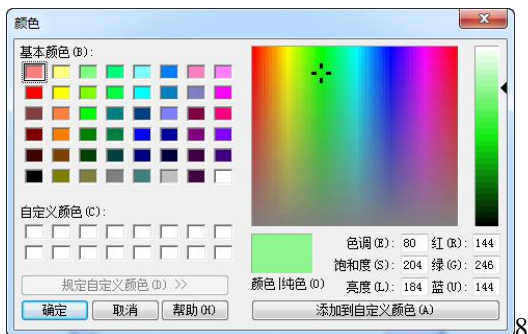 颜色
基本颜色(B):
自定义颜色(C):
规定自定义颜色(D) >>
确定 取消 帮助(H)
颜色|纯色(O)
色调(E): 80 红(R): 144
饱和度(S): 204 绿(G): 246
亮度(L): 184 蓝(U): 144
添加到自定义颜色(A)
8